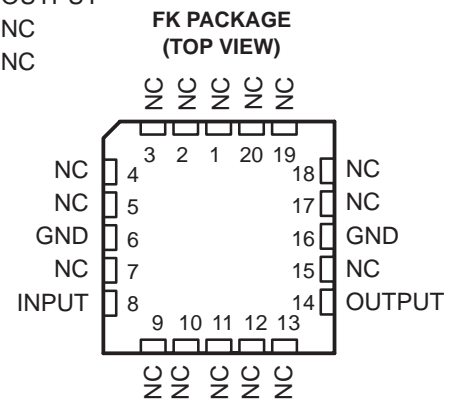 NC
NC
FK PACKAGE
(TOP VIEW)
NC NC NC NC NC
3 2 1 20 19
NC 4 18 NC
NC 5 17 NC
GND 6 16 GND
NC 7 15 NC
INPUT 8 14 OUTPUT
9 10 11 12 13
NC NC NC NC NC